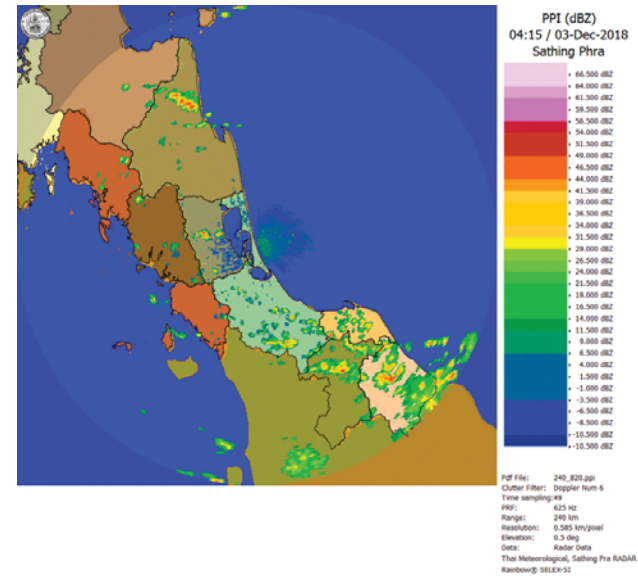 PPI (dBZ)
04:15 / 03-Dec-2018
Sathing Phra
66.500 dBZ
64.000 dBZ
61.500 dBZ
59.500 dBZ
56.500 dBZ
54.000 dBZ
51.500 dBZ
49.000 dBZ
46.500 dBZ
44.000 dBZ
41.500 dBZ
39.000 dBZ
36.500 dBZ
34.000 dBZ
31.500 dBZ
29.000 dBZ
26.500 dBZ
24.000 dBZ
21.500 dBZ
19.000 dBZ
16.500 dBZ
14.000 dBZ
11.500 dBZ
9.000 dBZ
6.500 dBZ
4.000 dBZ
1.500 dBZ
-1.000 dBZ
-3.500 dBZ
-6.500 dBZ
-8.500 dBZ
-10.500 dBZ
-10.500 dBZ
Pdf File: 240_820.ppi
Clutter Filter: Doppler Num 6
Time sampling:49
PRF: 625 Hz
Range: 240 km
Resolution: 0.585 km/pixel
Elevation: 0.5 deg
Data: Radar Data
Thai Meteorological, Sathing Pra RADAR
Rainbow® SELEX-SI